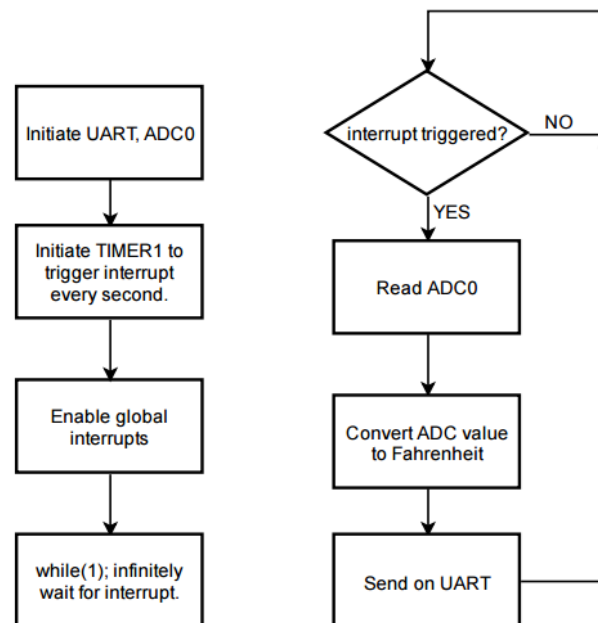 Initiate UART, ADC0
Initiate TIMER1 to
trigger interrupt
every second.
Enable global
interrupts
while(1); infinitely
wait for interrupt.
interrupt triggered?
NO
YES
Read ADC0
Convert ADC value
to Fahrenheit
Send on UART